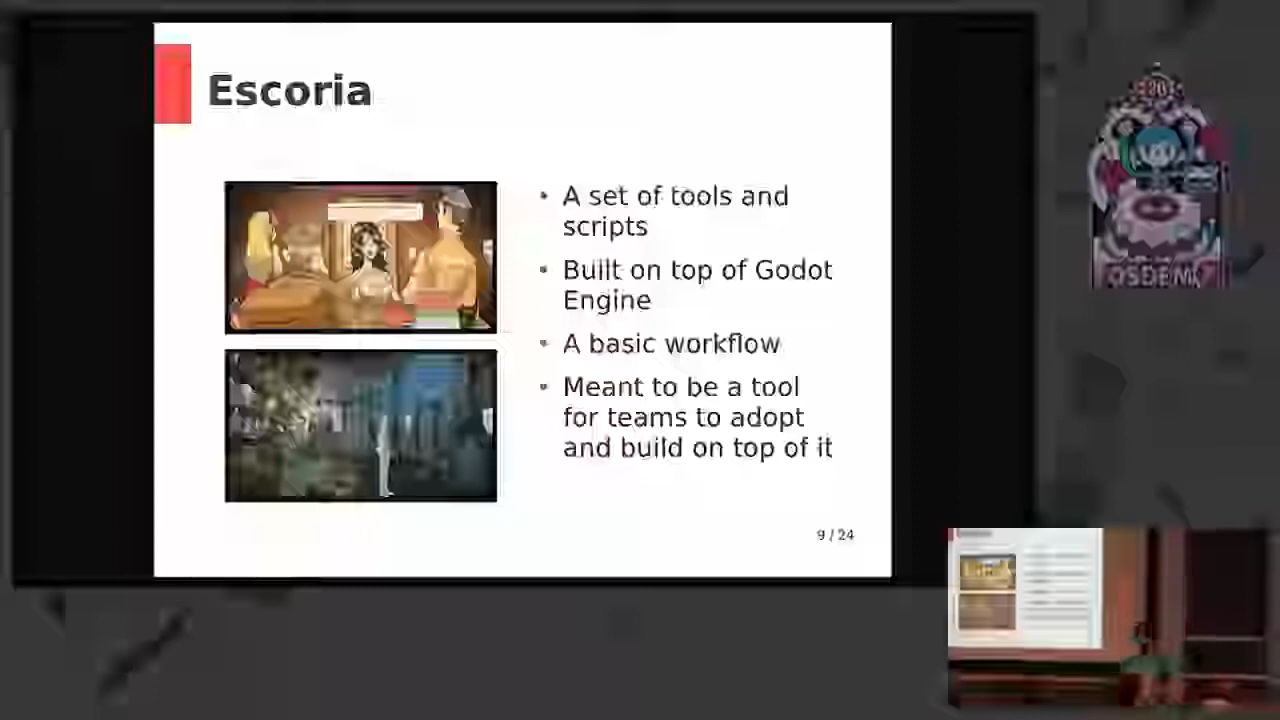 Escoria
• A set of tools and
scripts
• Built on top of Godot
Engine
• A basic workflow
• Meant to be a tool
for teams to adopt
and build on top of it
9 / 24
OSDEM